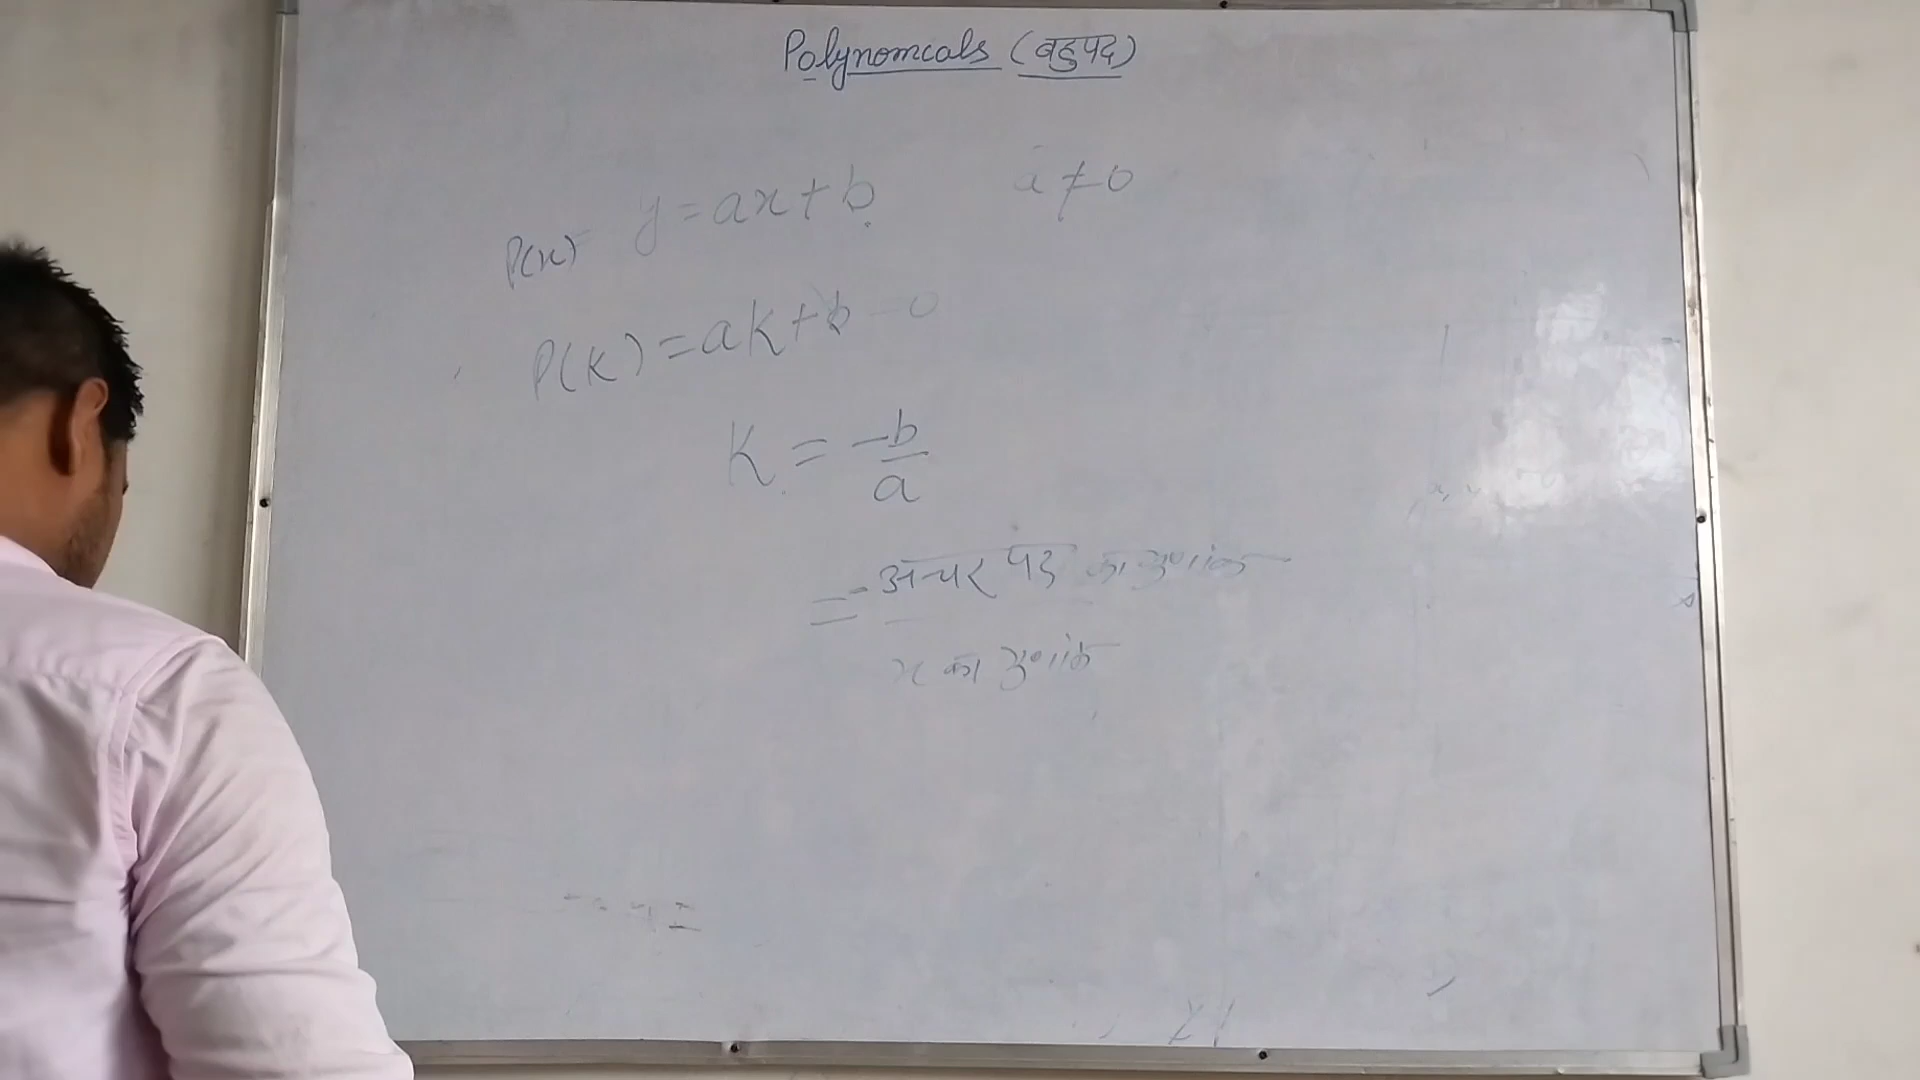 Polynomials (बहुपद)
y = ax + b a ≠ 0
P(x)
P(K) = aK + b = 0
K = -b/a
= - अचर पद का गुणांक
x का गुणांक